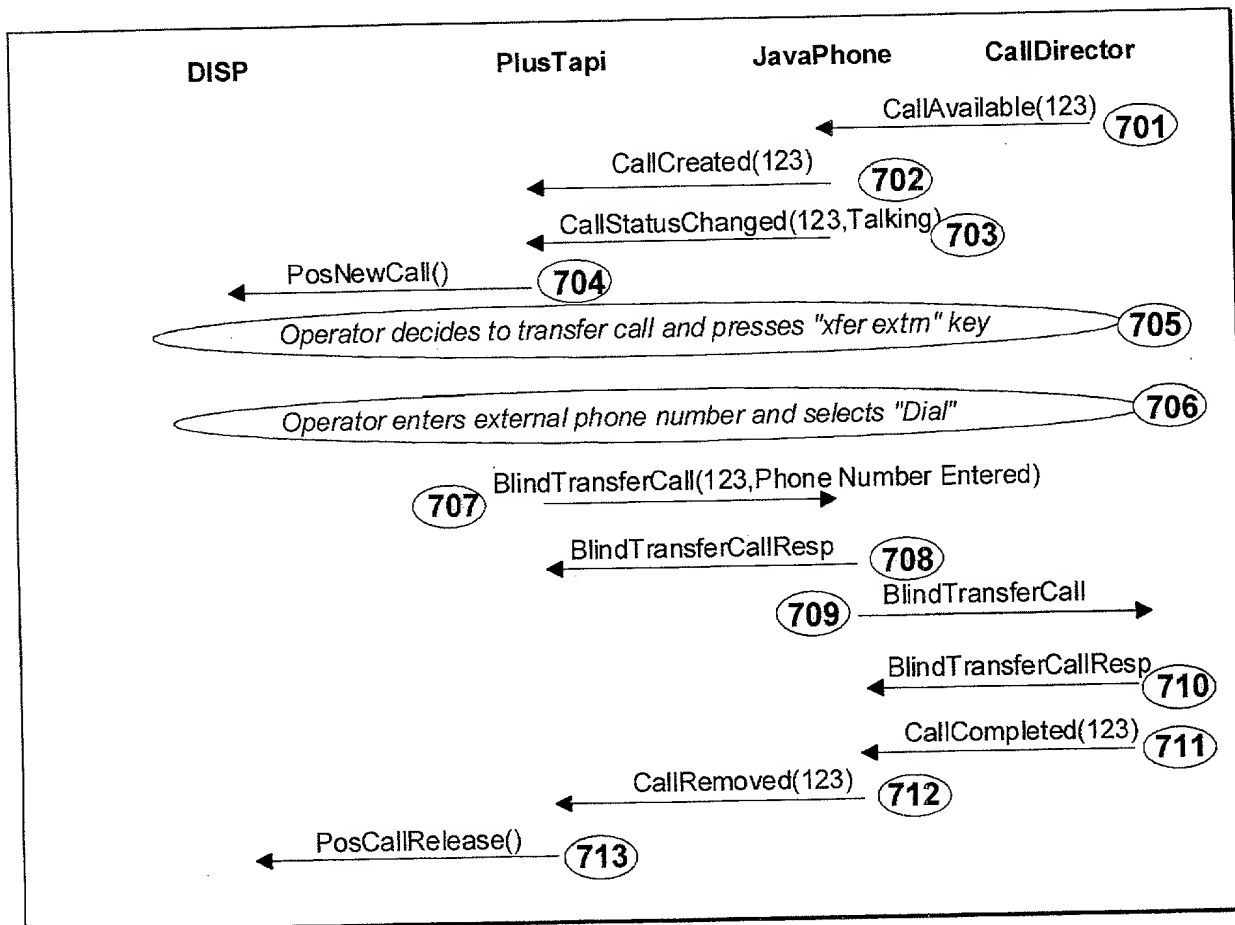 DISP PlusTapi JavaPhone CallDirector
CallAvailable(123) 701
CallCreated(123) 702
CallStatusChanged(123,Talking) 703
PosNewCall() 704
Operator decides to transfer call and presses "xfer extrn" key 705
Operator enters external phone number and selects "Dial" 706
707 BlindTransferCall(123,Phone Number Entered)
BlindTransferCallResp 708
709 BlindTransferCall
BlindTransferCallResp 710
CallCompleted(123) 711
CallRemoved(123) 712
PosCallRelease() 713